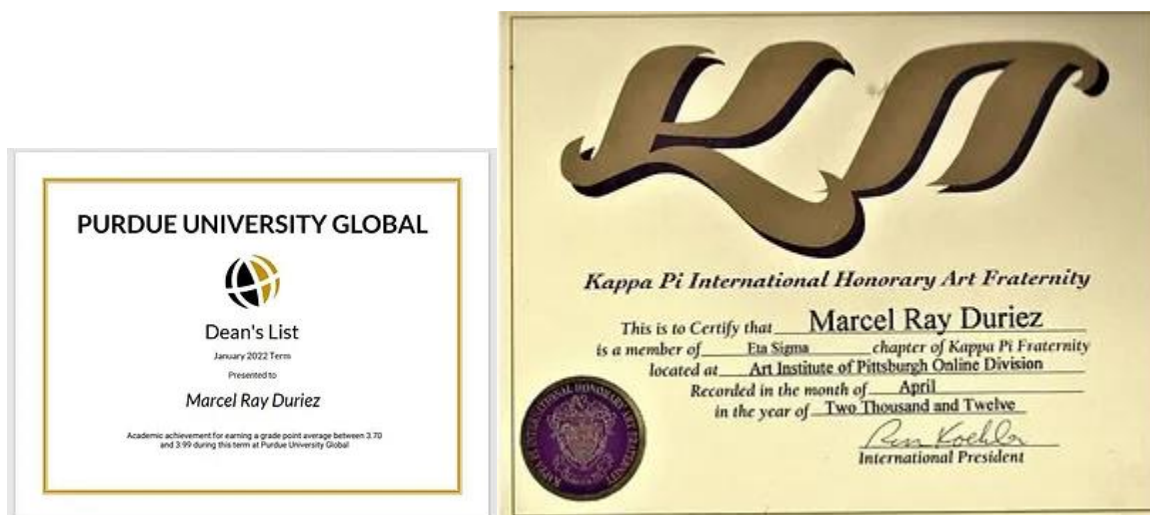 PURDUE UNIVERSITY GLOBAL
Dean's List
January 2022 Term
Presented to
Marcel Ray Duriez
Academic achievement for earning a grade point average between 3.70
and 3.99 during this term at Purdue University Global
ΚΠ
Kappa Pi International Honorary Art Fraternity
This is to Certify that Marcel Ray Duriez
is a member of Eta Sigma chapter of Kappa Pi Fraternity
located at Art Institute of Pittsburgh Online Division
Recorded in the month of April
in the year of Two Thousand and Twelve
International President